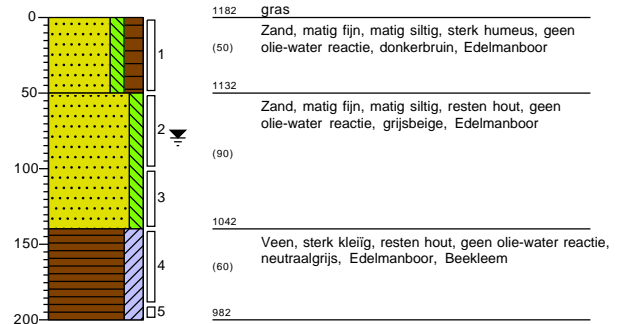 0
50
100
150
200
1
2
3
4
5
1182 gras
(50)
Zand, matig fijn, matig siltig, sterk humeus, geen
olie-water reactie, donkerbruin, Edelmanboor
1132
(90)
Zand, matig fijn, matig siltig, resten hout, geen
olie-water reactie, grijsbeige, Edelmanboor
1042
(60)
Veen, sterk kleiïg, resten hout, geen olie-water reactie,
neutraalgrijs, Edelmanboor, Beekleem
982